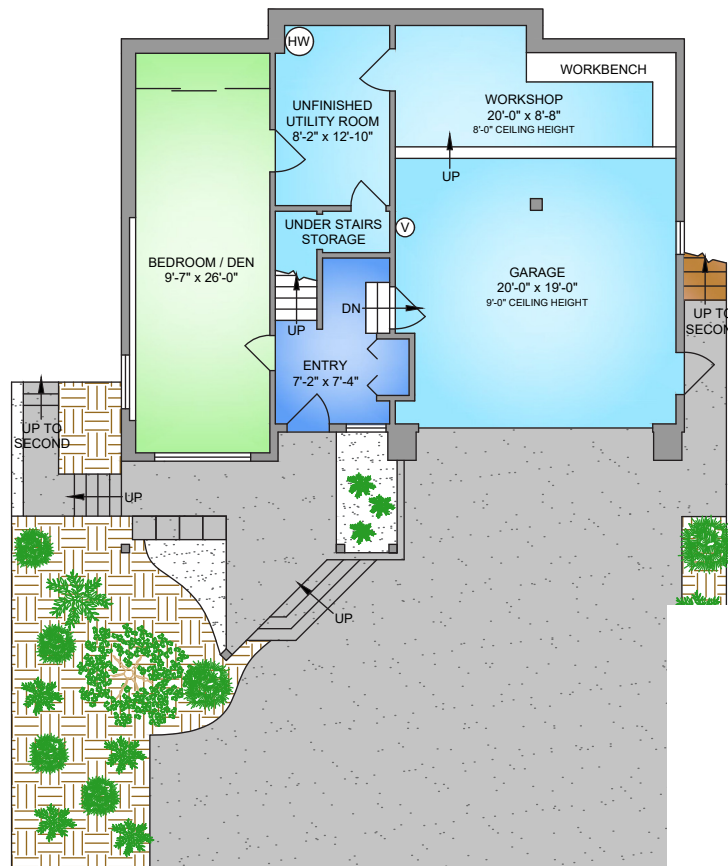 HW
WORKBENCH
UNFINISHED
UTILITY ROOM
8'-2" x 12'-10"
WORKSHOP
20'-0" x 8'-8"
8'-0" CEILING HEIGHT
UP
UNDER STAIRS
STORAGE
V
BEDROOM / DEN
9'-7" x 26'-0"
GARAGE
20'-0" x 19'-0"
9'-0" CEILING HEIGHT
UP
DN
UP TO
SECOND
ENTRY
7'-2" x 7'-4"
UP TO
SECOND
UP
UP